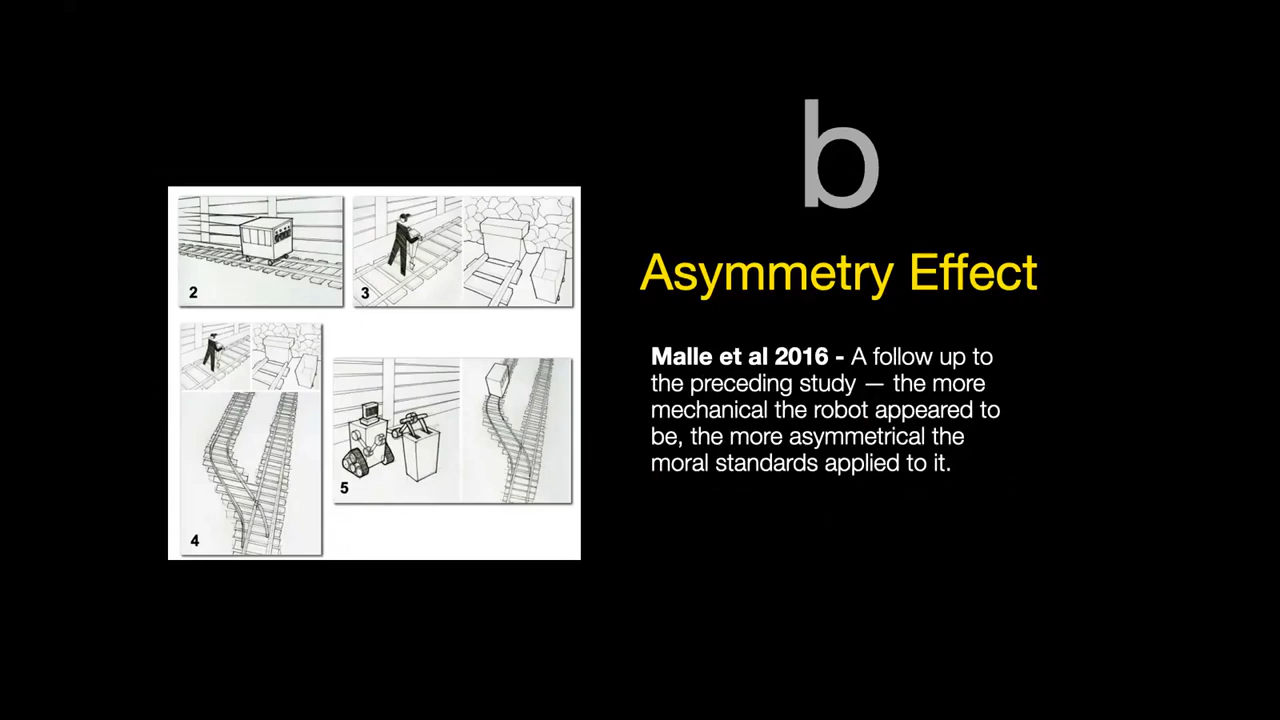 b
Asymmetry Effect
Malle et al 2016 - A follow up to
the preceding study — the more
mechanical the robot appeared to
be, the more asymmetrical the
moral standards applied to it.
2
3
4
5